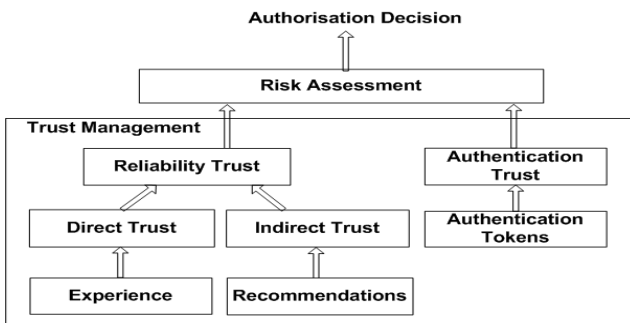 Authorisation Decision
Risk Assessment
Trust Management
Reliability Trust
Authentication
Trust
Direct Trust
Indirect Trust
Authentication
Tokens
Experience
Recommendations